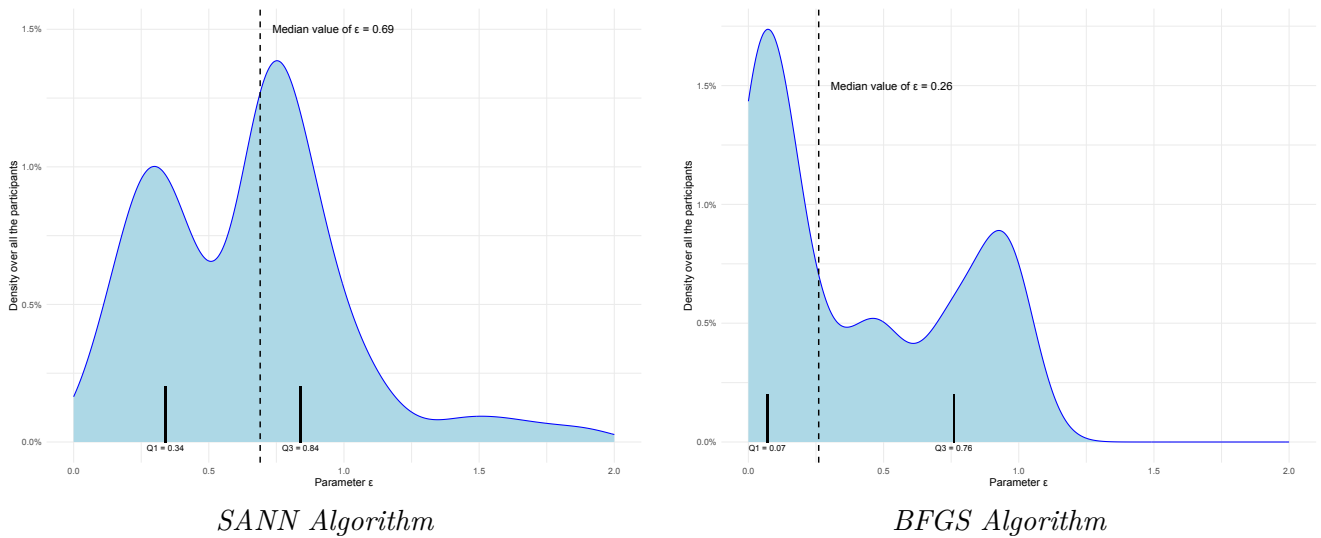 Median value of ε = 0.69
1.5%
1.0%
0.5%
0.0%
Density over all the participants
Q1 = 0.34
Q3 = 0.84
0.0
0.5
1.0
1.5
2.0
Parameter ε
SANN Algorithm
Median value of ε = 0.26
1.5%
1.0%
0.5%
0.0%
Density over all the participants
Q1 = 0.07
Q3 = 0.76
0.0
0.5
1.0
1.5
2.0
Parameter ε
BFGS Algorithm